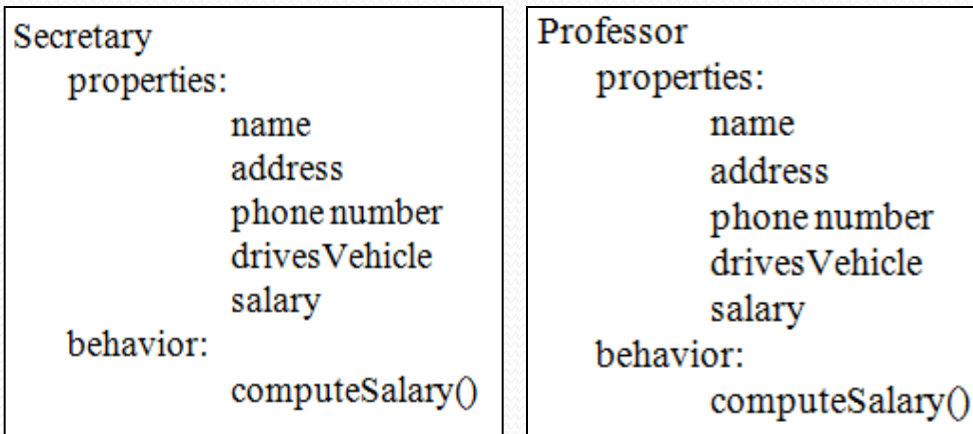 Secretary
properties:
name
address
phone number
drivesVehicle
salary
behavior:
computeSalary()
Professor
properties:
name
address
phone number
drivesVehicle
salary
behavior:
computeSalary()